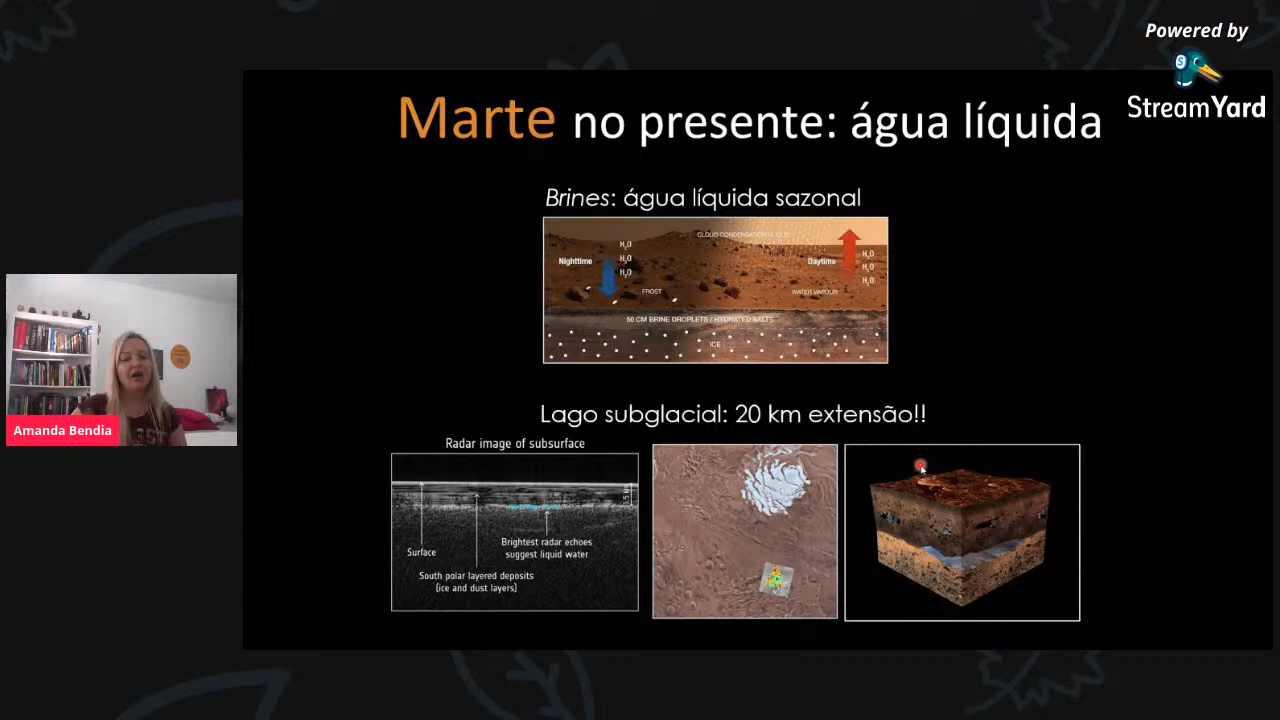 Powered by
StreamYard
Marte no presente: água líquida
Brines: água líquida sazonal
CLOUD CONDENSATION NUCLEI
Nighttime
H₂O
H₂O
H₂O
Daytime
H₂O
H₂O
H₂O
FROST
WATER VAPOUR
50 CM BRINE DROPLETS / HYDRATED SALTS
ICE
Amanda Bendia
Lago subglacial: 20 km extensão!!
Radar image of subsurface
Surface
Brightest radar echoes
suggest liquid water
South polar layered deposits
(ice and dust layers)